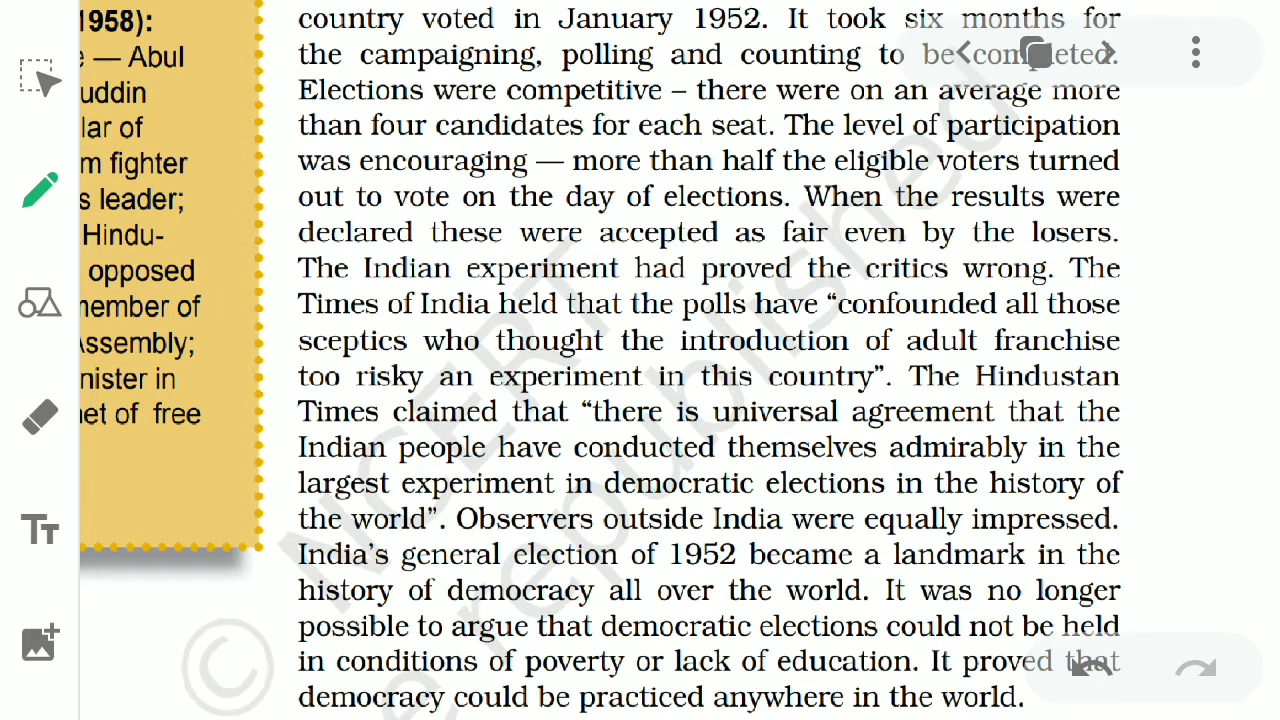 1958):
e — Abul
uddin
lar of
m fighter
s leader;
Hindu-
opposed
nember of
Assembly;
nister in
net of free
country voted in January 1952. It took six months for
the campaigning, polling and counting to be completed.
Elections were competitive – there were on an average more
than four candidates for each seat. The level of participation
was encouraging — more than half the eligible voters turned
out to vote on the day of elections. When the results were
declared these were accepted as fair even by the losers.
The Indian experiment had proved the critics wrong. The
Times of India held that the polls have “confounded all those
sceptics who thought the introduction of adult franchise
too risky an experiment in this country”. The Hindustan
Times claimed that “there is universal agreement that the
Indian people have conducted themselves admirably in the
largest experiment in democratic elections in the history of
the world”. Observers outside India were equally impressed.
India’s general election of 1952 became a landmark in the
history of democracy all over the world. It was no longer
possible to argue that democratic elections could not be held
in conditions of poverty or lack of education. It proved that
democracy could be practiced anywhere in the world.
© NCERT
e republished
TT